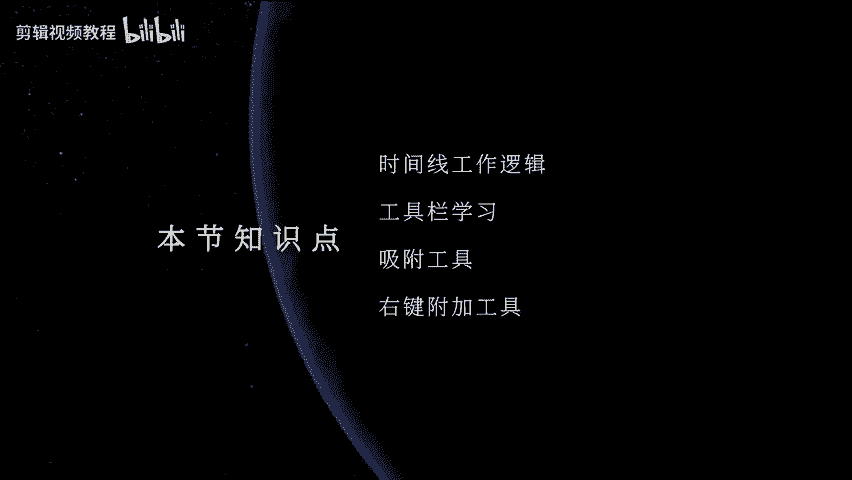 剪辑视频教程 bilibili
本节知识点
时间线工作逻辑
工具栏学习
吸附工具
右键附加工具